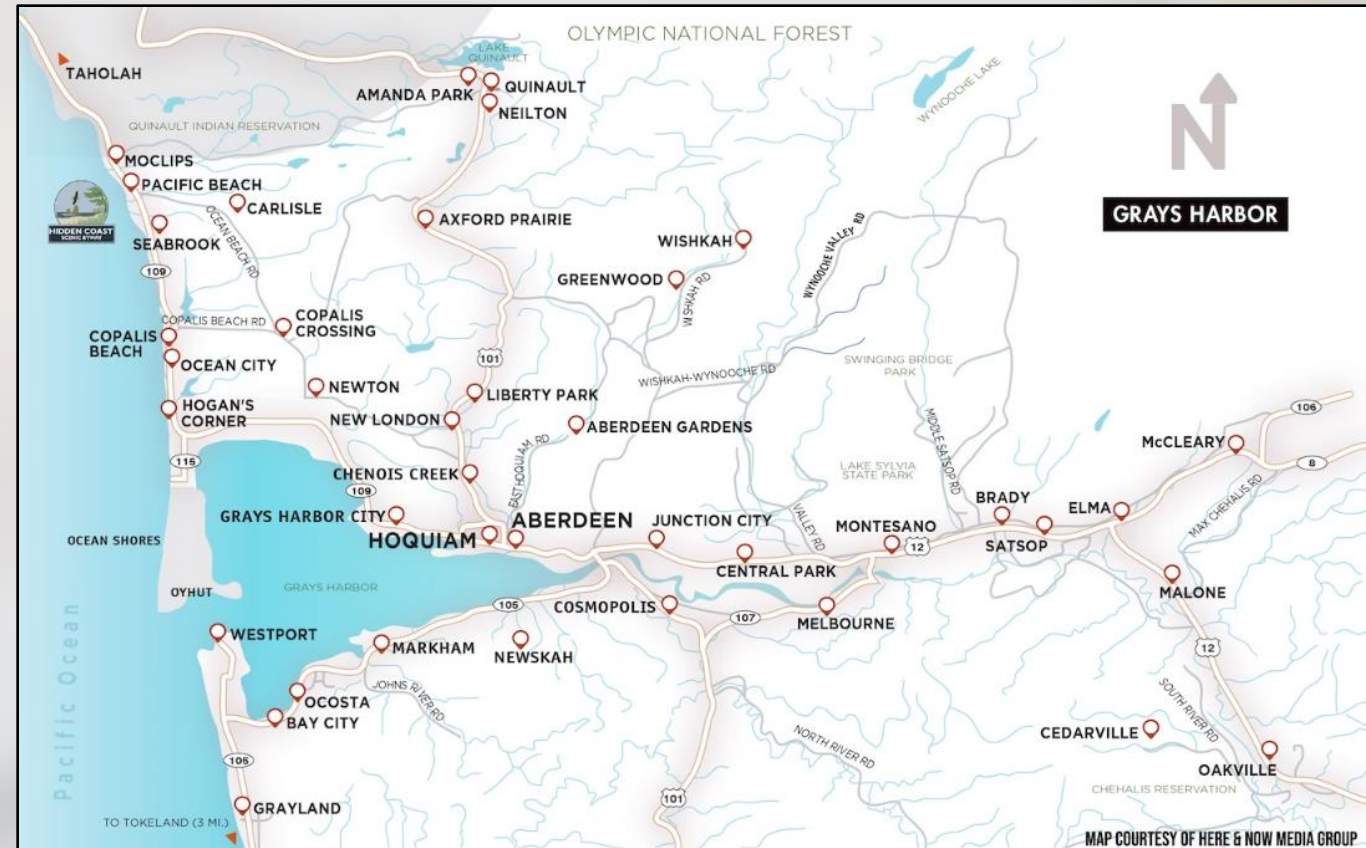 OLYMPIC NATIONAL FOREST
TAHOLAH
LAKE
QUINAULT
AMANDA PARK
QUINAULT
NEILTON
WYNOOCHE LAKE
N
GRAYS HARBOR
QUINAULT INDIAN RESERVATION
MOCLIPS
PACIFIC BEACH
CARLISLE
HIDDEN COAST
SCENIC BYWAY
SEABROOK
OCEAN BEACH RD
AXFORD PRAIRIE
WISHKAH
GREENWOOD
WISHKAH RD
WYNOOCHE VALLEY RD
109
COPALIS BEACH RD
COPALIS
CROSSING
COPALIS
BEACH
OCEAN CITY
101
WISHKAH-WYNOOCHE RD
SWINGING BRIDGE
PARK
NEWTON
LIBERTY PARK
HOGAN'S
CORNER
NEW LONDON
ABERDEEN GARDENS
MIDDLE SATSOP RD
106
McCLEARY
8
115
CHENOIS CREEK
EAST HOQUIAM RD
LAKE SYLVIA
STATE PARK
109
GRAYS HARBOR CITY
ABERDEEN
HOQUIAM
JUNCTION CITY
VALLEY RD
MONTESANO
12
BRADY
SATSOP
ELMA
MAX CHEHALIS RD
OCEAN SHORES
CENTRAL PARK
OYHUT
GRAYS HARBOR
105
COSMOPOLIS
107
MELBOURNE
MALONE
WESTPORT
MARKHAM
NEWSKAH
12
Pacific Ocean
JOHNS RIVER RD
OCOSTA
BAY CITY
NORTH RIVER RD
SOUTH RIVER RD
CEDARVILLE
OAKVILLE
105
101
CHEHALIS RESERVATION
GRAYLAND
TO TOKELAND (3 MI.)
MAP COURTESY OF HERE & NOW MEDIA GROUP